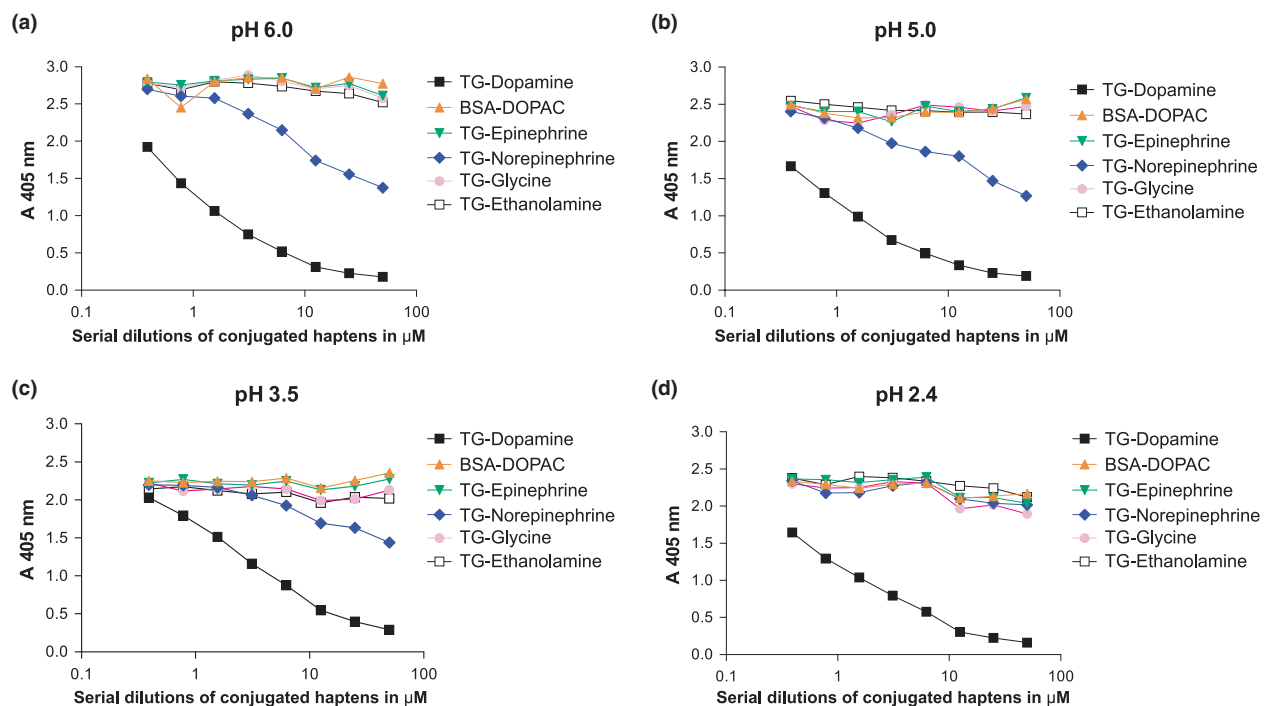 (a)
pH 6.0
3.0
2.5
2.0
1.5
1.0
0.5
0.0
A 405 nm
0.1
1
10
100
Serial dilutions of conjugated haptens in μM
TG-Dopamine
BSA-DOPAC
TG-Epinephrine
TG-Norepinephrine
TG-Glycine
TG-Ethanolamine
(b)
pH 5.0
3.0
2.5
2.0
1.5
1.0
0.5
0.0
A 405 nm
0.1
1
10
100
Serial dilutions of conjugated haptens in μM
TG-Dopamine
BSA-DOPAC
TG-Epinephrine
TG-Norepinephrine
TG-Glycine
TG-Ethanolamine
(c)
pH 3.5
3.0
2.5
2.0
1.5
1.0
0.5
0.0
A 405 nm
0.1
1
10
100
Serial dilutions of conjugated haptens in μM
TG-Dopamine
BSA-DOPAC
TG-Epinephrine
TG-Norepinephrine
TG-Glycine
TG-Ethanolamine
(d)
pH 2.4
3.0
2.5
2.0
1.5
1.0
0.5
0.0
A 405 nm
0.1
1
10
100
Serial dilutions of conjugated haptens in μM
TG-Dopamine
BSA-DOPAC
TG-Epinephrine
TG-Norepinephrine
TG-Glycine
TG-Ethanolamine